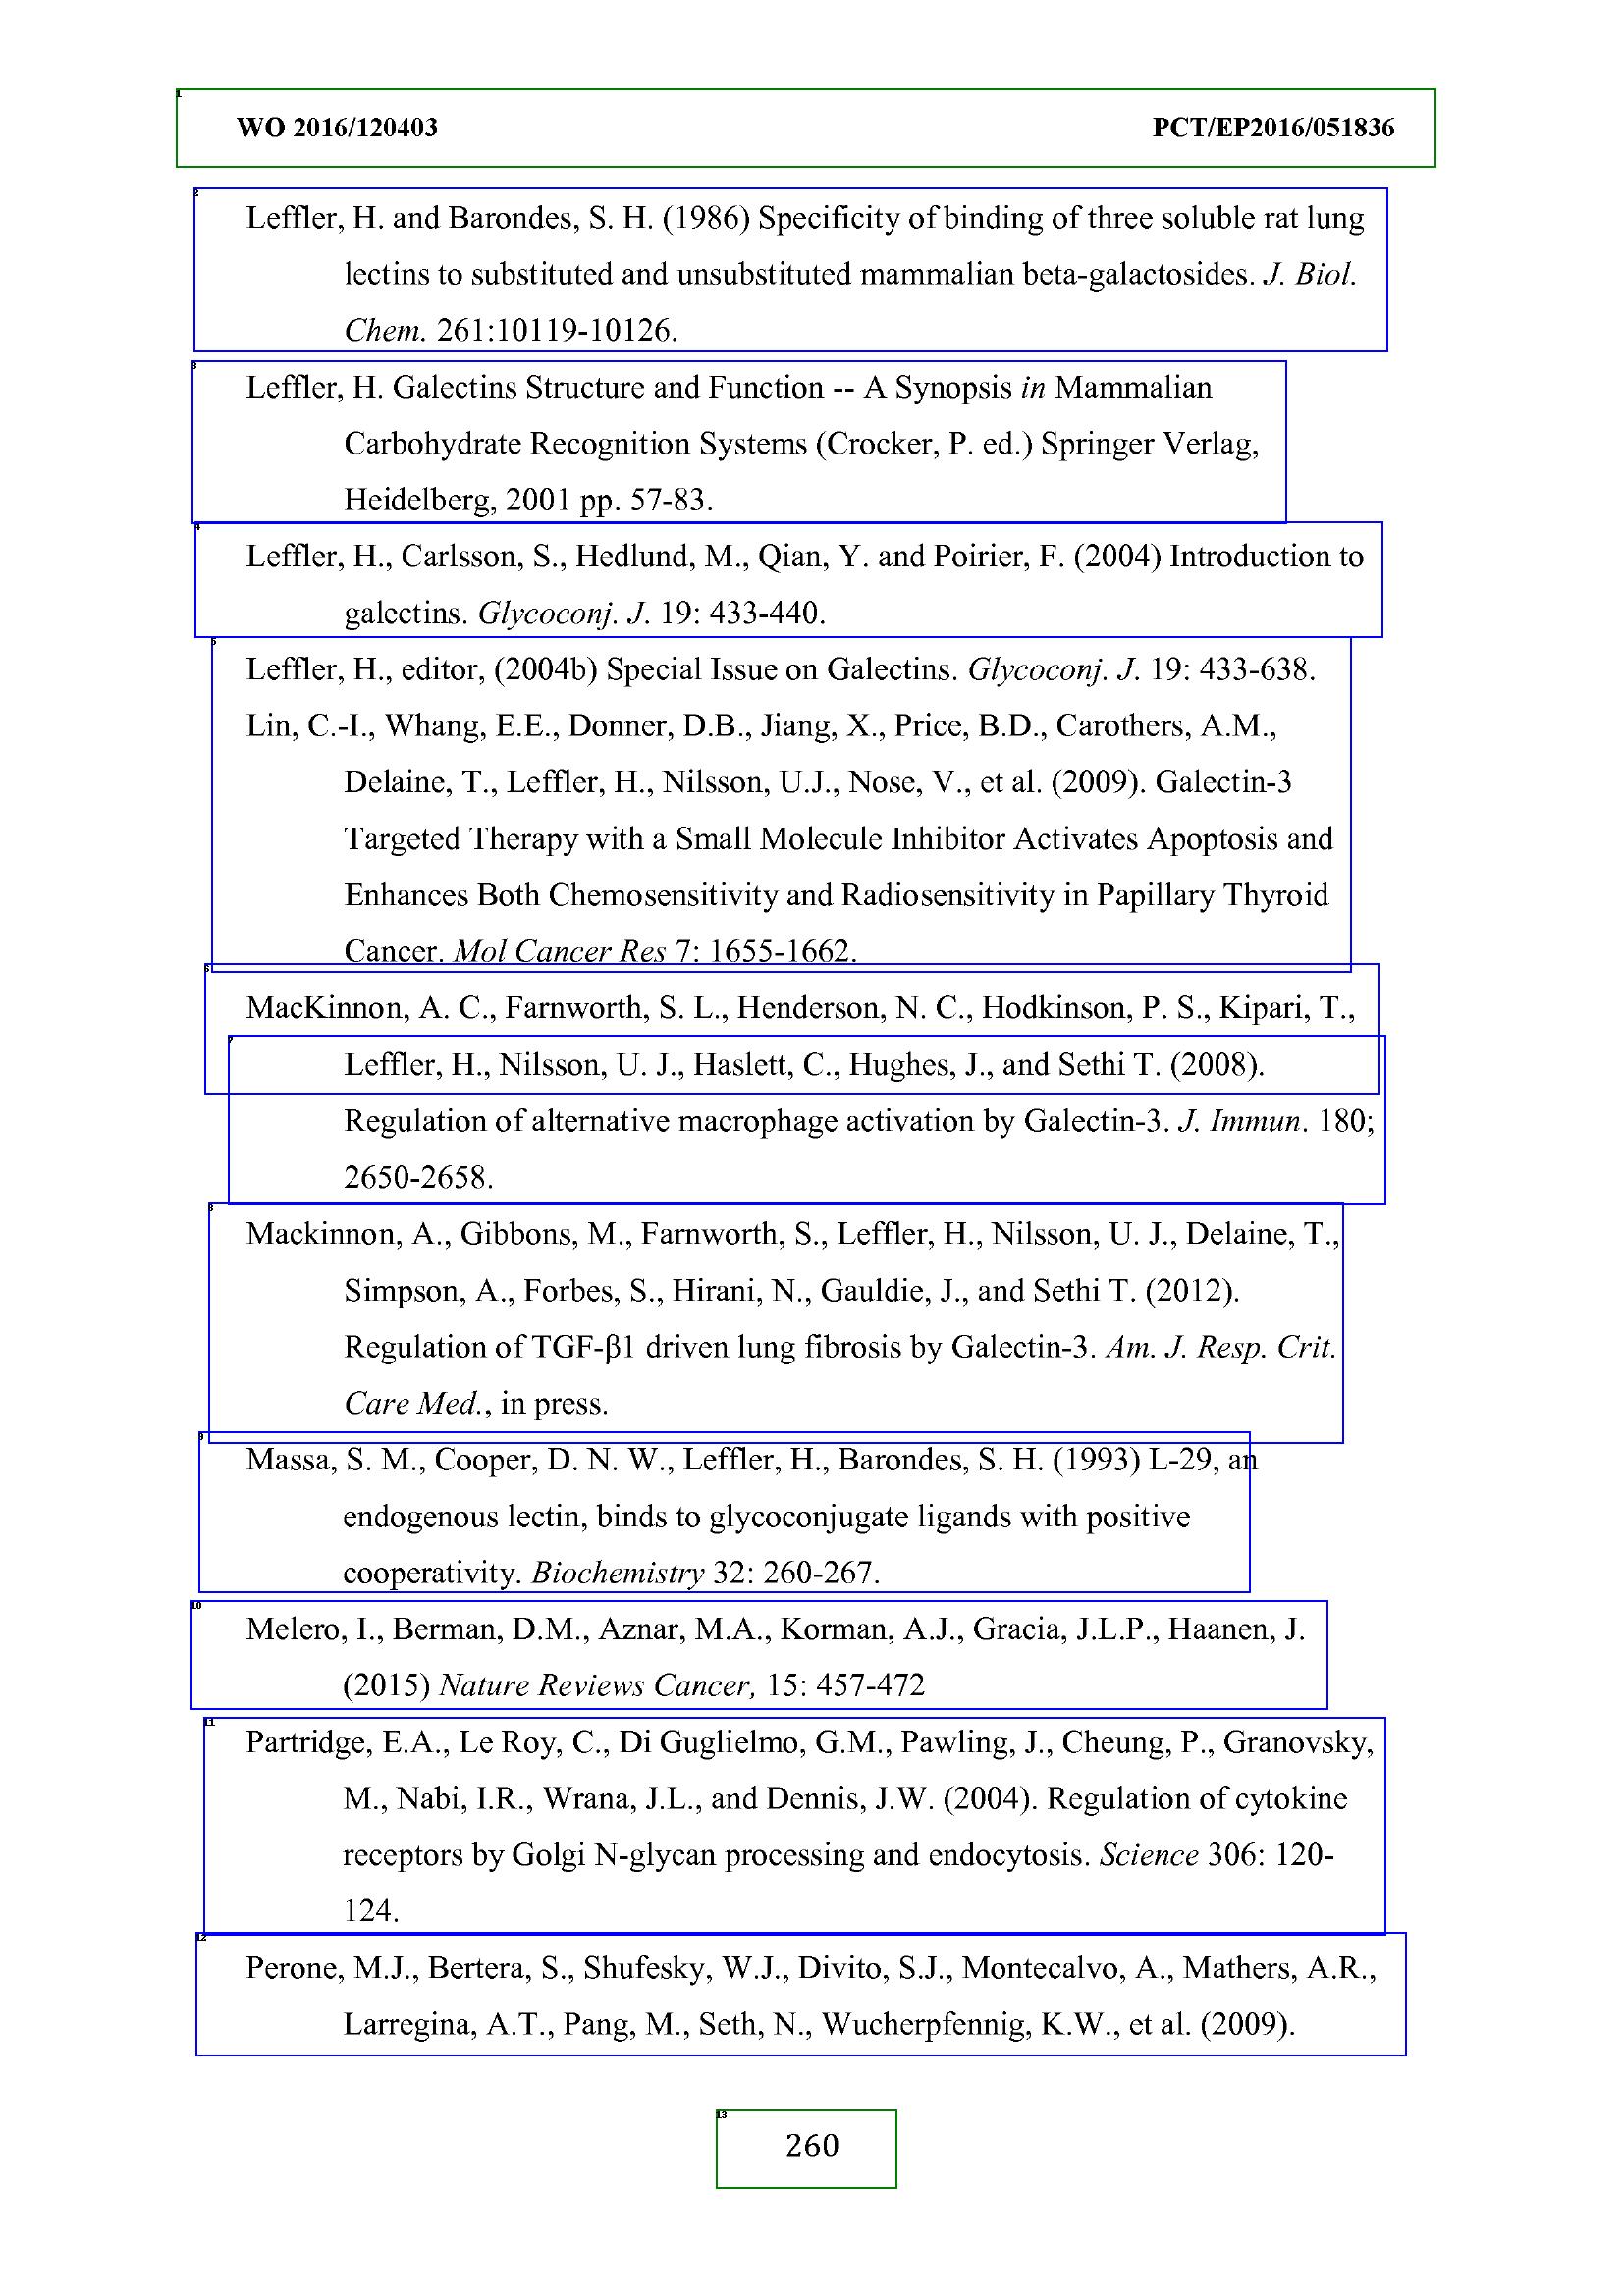 WO 2016/120403 PCT/EP2016/051836
Leffler, H. and Barondes, S. H. (1986) Specificity of binding of three soluble rat lung
lectins to substituted and unsubstituted mammalian beta-galactosides. J. Biol.
Chem. 261:10119-10126.
Leffler, H. Galectins Structure and Function -- A Synopsis in Mammalian
Carbohydrate Recognition Systems (Crocker, P. ed.) Springer Verlag,
Heidelberg, 2001 pp. 57-83.
Leffler, H., Carlsson, S., Hedlund, M., Qian, Y. and Poirier, F. (2004) Introduction to
galectins. Glycoconj. J. 19: 433-440.
Leffler, H., editor, (2004b) Special Issue on Galectins. Glycoconj. J. 19: 433-638.
Lin, C.-I., Whang, E.E., Donner, D.B., Jiang, X., Price, B.D., Carothers, A.M.,
Delaine, T., Leffler, H., Nilsson, U.J., Nose, V., et al. (2009). Galectin-3
Targeted Therapy with a Small Molecule Inhibitor Activates Apoptosis and
Enhances Both Chemosensitivity and Radiosensitivity in Papillary Thyroid
Cancer. Mol Cancer Res 7: 1655-1662.
MacKinnon, A. C., Farnworth, S. L., Henderson, N. C., Hodkinson, P. S., Kipari, T.,
Leffler, H., Nilsson, U. J., Haslett, C., Hughes, J., and Sethi T. (2008).
Regulation of alternative macrophage activation by Galectin-3. J. Immun. 180;
2650-2658.
Mackinnon, A., Gibbons, M., Farnworth, S., Leffler, H., Nilsson, U. J., Delaine, T.,
Simpson, A., Forbes, S., Hirani, N., Gauldie, J., and Sethi T. (2012).
Regulation of TGF-β1 driven lung fibrosis by Galectin-3. Am. J. Resp. Crit.
Care Med., in press.
Massa, S. M., Cooper, D. N. W., Leffler, H., Barondes, S. H. (1993) L-29, an
endogenous lectin, binds to glycoconjugate ligands with positive
cooperativity. Biochemistry 32: 260-267.
Melero, I., Berman, D.M., Aznar, M.A., Korman, A.J., Gracia, J.L.P., Haanen, J.
(2015) Nature Reviews Cancer, 15: 457-472
Partridge, E.A., Le Roy, C., Di Guglielmo, G.M., Pawling, J., Cheung, P., Granovsky,
M., Nabi, I.R., Wrana, J.L., and Dennis, J.W. (2004). Regulation of cytokine
receptors by Golgi N-glycan processing and endocytosis. Science 306: 120-
124.
Perone, M.J., Bertera, S., Shufesky, W.J., Divito, S.J., Montecalvo, A., Mathers, A.R.,
Larregina, A.T., Pang, M., Seth, N., Wucherpfennig, K.W., et al. (2009).
260